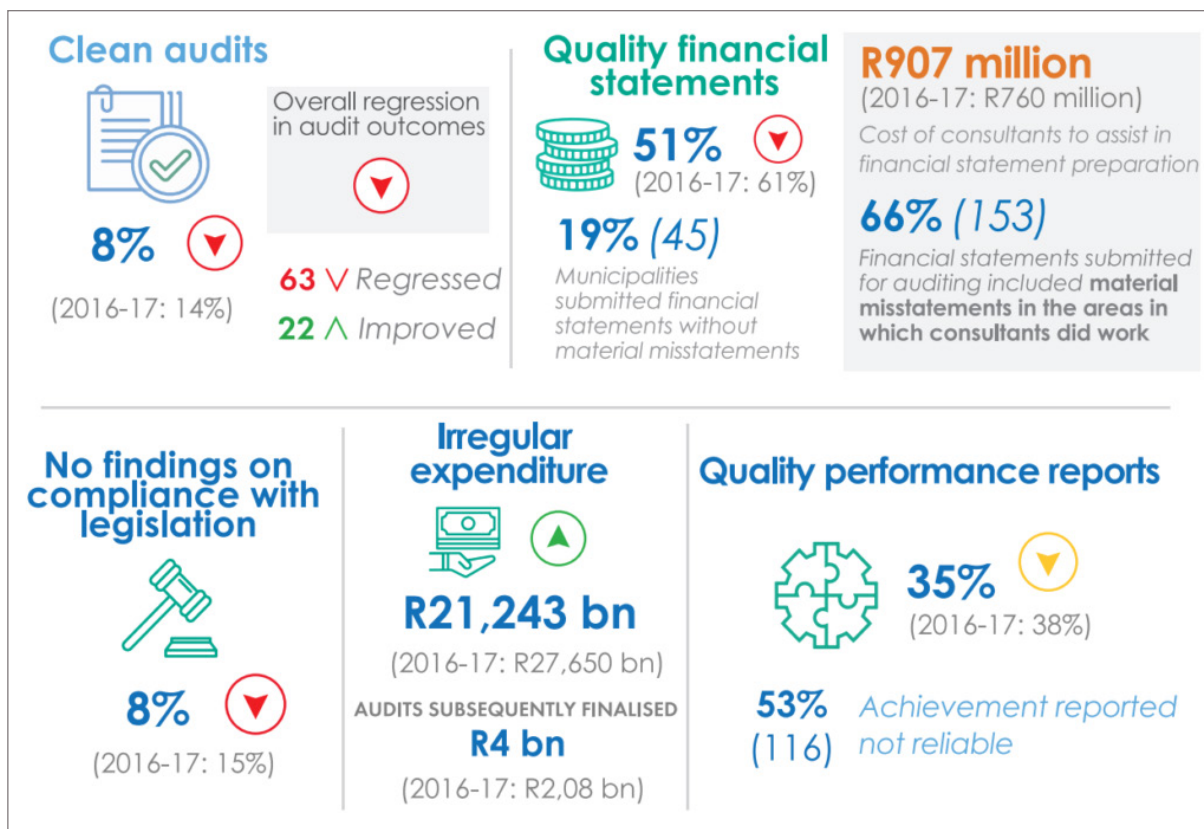 Clean audits
8%
(2016-17: 14%)
Overall regression
in audit outcomes
63 ∨ Regressed
22 ∧ Improved
Quality financial
statements
51%
(2016-17: 61%)
19% (45)
Municipalities
submitted financial
statements without
material misstatements
R907 million
(2016-17: R760 million)
Cost of consultants to assist in
financial statement preparation
66% (153)
Financial statements submitted
for auditing included material
misstatements in the areas in
which consultants did work
No findings on
compliance with
legislation
8%
(2016-17: 15%)
Irregular
expenditure
R21,243 bn
(2016-17: R27,650 bn)
AUDITS SUBSEQUENTLY FINALISED
R4 bn
(2016-17: R2,08 bn)
Quality performance reports
35%
(2016-17: 38%)
53%
(116)
Achievement reported
not reliable